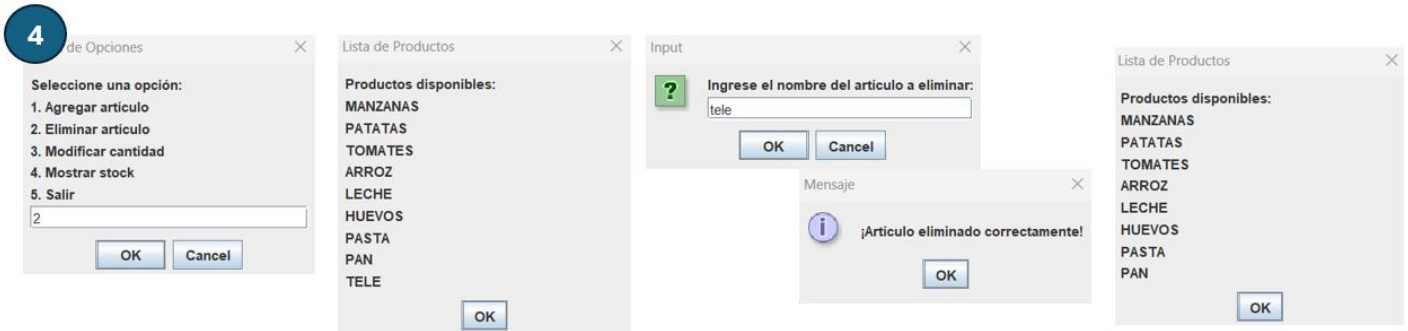 4
de Opciones
Seleccione una opción:
1. Agregar artículo
2. Eliminar artículo
3. Modificar cantidad
4. Mostrar stock
5. Salir
2
OK
Cancel
Lista de Productos
Productos disponibles:
MANZANAS
PATATAS
TOMATES
ARROZ
LECHE
HUEVOS
PASTA
PAN
TELE
OK
Input
?
Ingrese el nombre del artículo a eliminar:
tele
OK
Cancel
Mensaje
i
¡Artículo eliminado correctamente!
OK
Lista de Productos
Productos disponibles:
MANZANAS
PATATAS
TOMATES
ARROZ
LECHE
HUEVOS
PASTA
PAN
OK